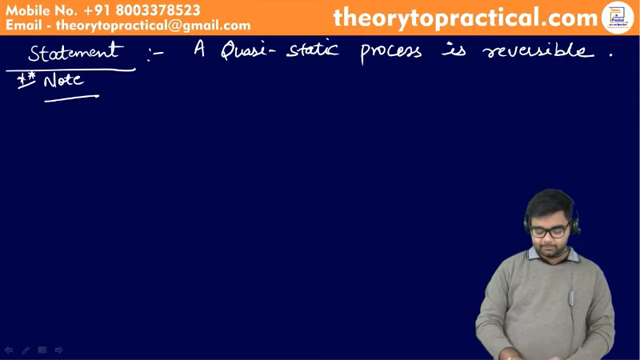 Mobile No. +91 8003378523
Email - theorytopractical@gmail.com
theorytopractical.com
Statement :- A Quasi-static process is reversible.
** Note